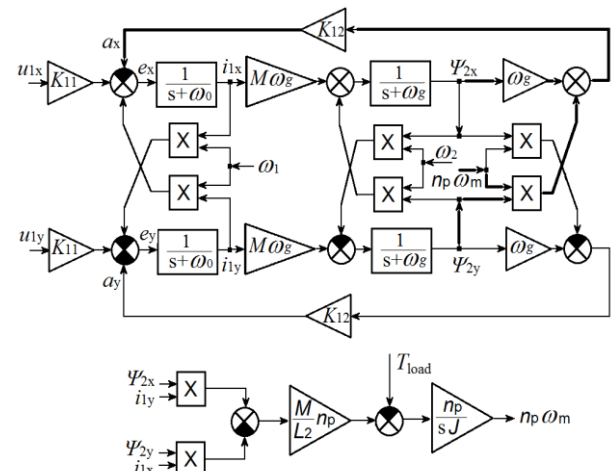 K12
ax
u1x K11 ex 1 i1x Mωg 1 Ψ2x ωg
s+ω0 s+ωg
X X X
ω1 ω2
npωm
X X X
u1y K11 ey 1 Mωg 1 ωg
s+ω0 i1y s+ωg Ψ2y
ay
K12
Tload
Ψ2x X
i1y M np
L2 np sJ npωm
Ψ2y X
i1x